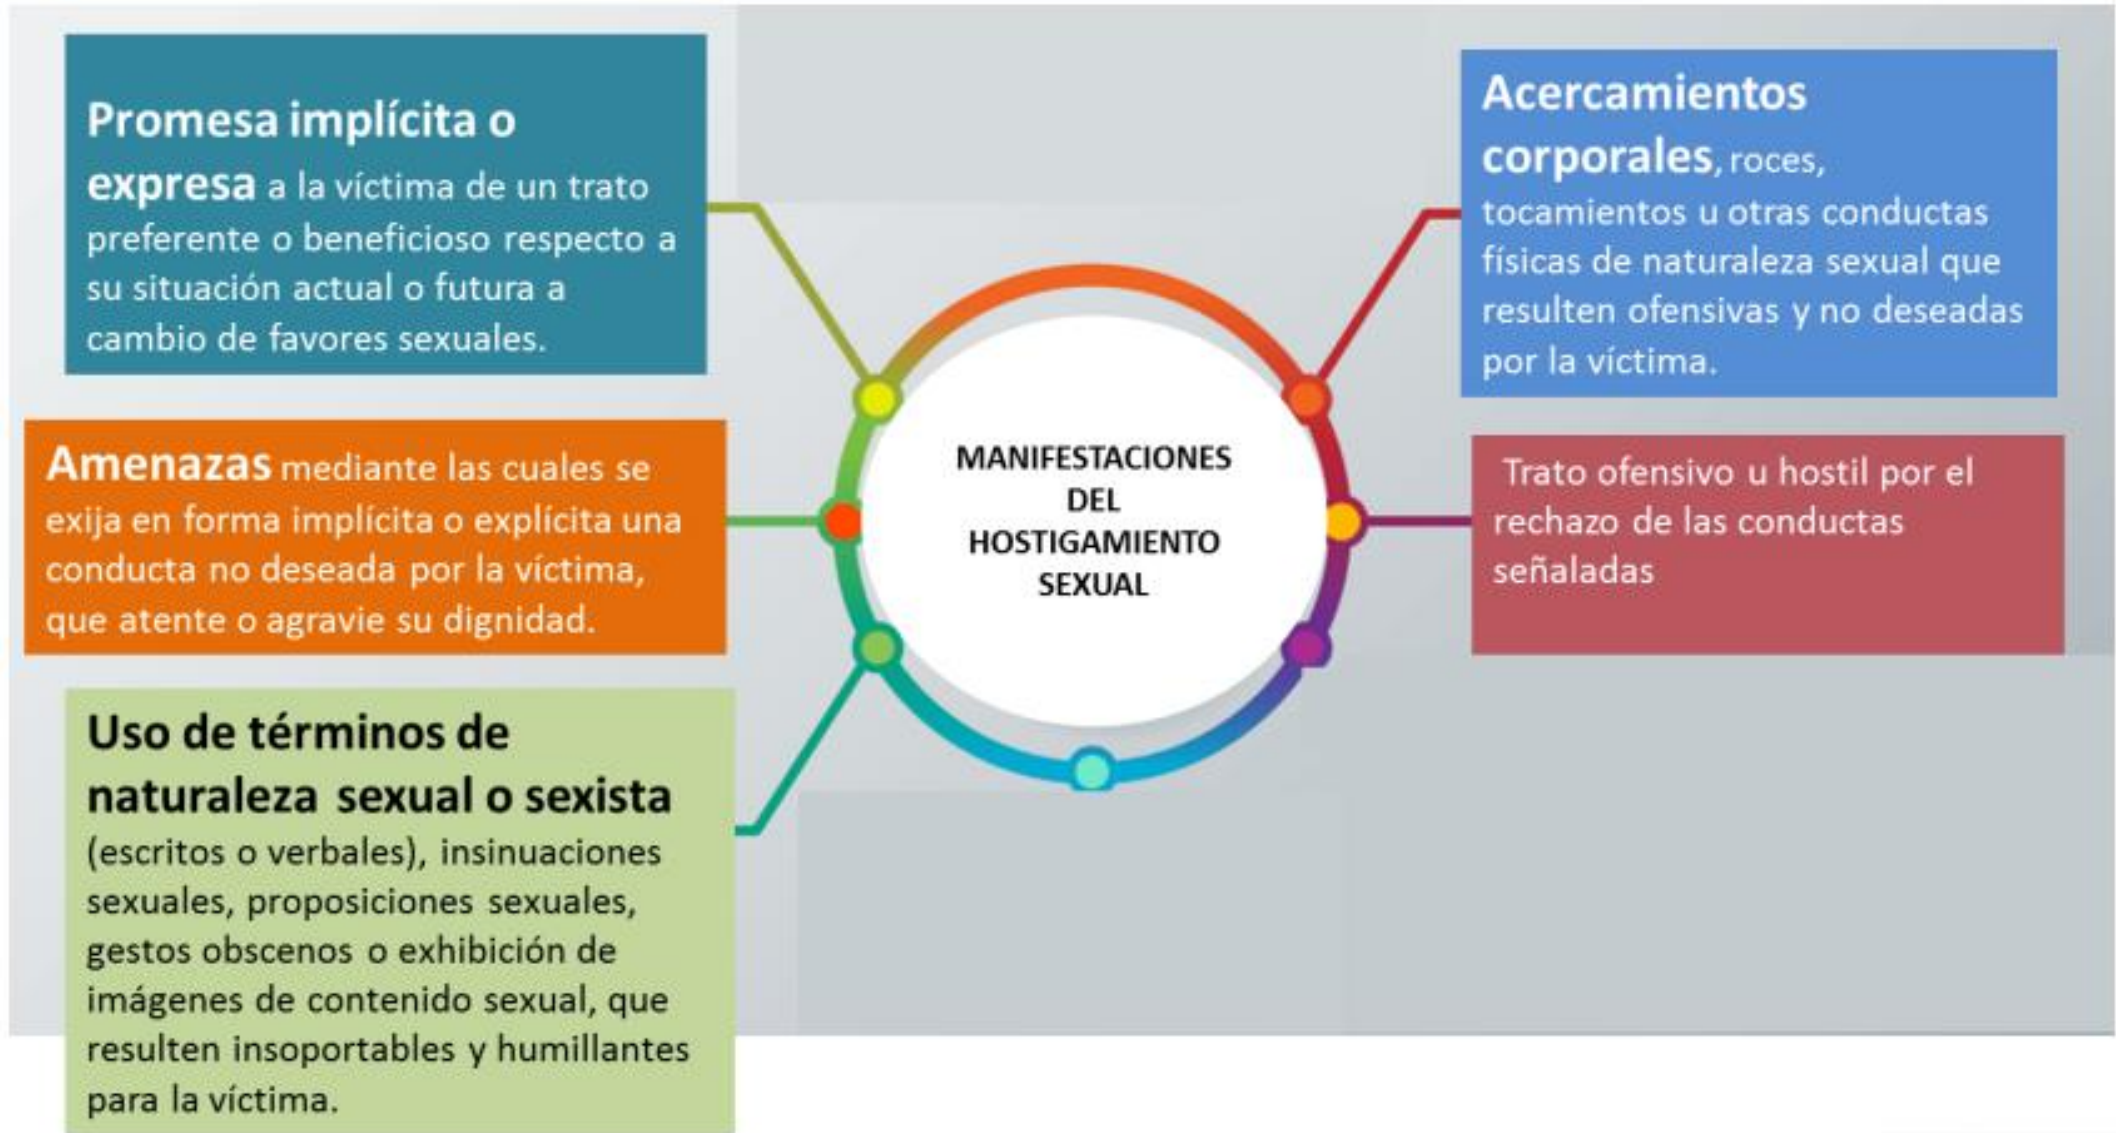 Promesa implícita o
expresa a la víctima de un trato
preferente o beneficioso respecto a
su situación actual o futura a
cambio de favores sexuales.
Amenazas mediante las cuales se
exija en forma implícita o explícita una
conducta no deseada por la víctima,
que atente o agravie su dignidad.
Uso de términos de
naturaleza sexual o sexista
(escritos o verbales), insinuaciones
sexuales, proposiciones sexuales,
gestos obscenos o exhibición de
imágenes de contenido sexual, que
resulten insoportables y humillantes
para la víctima.
MANIFESTACIONES
DEL
HOSTIGAMIENTO
SEXUAL
Acercamientos
corporales, roces,
tocamientos u otras conductas
físicas de naturaleza sexual que
resulten ofensivas y no deseadas
por la víctima.
Trato ofensivo u hostil por el
rechazo de las conductas
señaladas